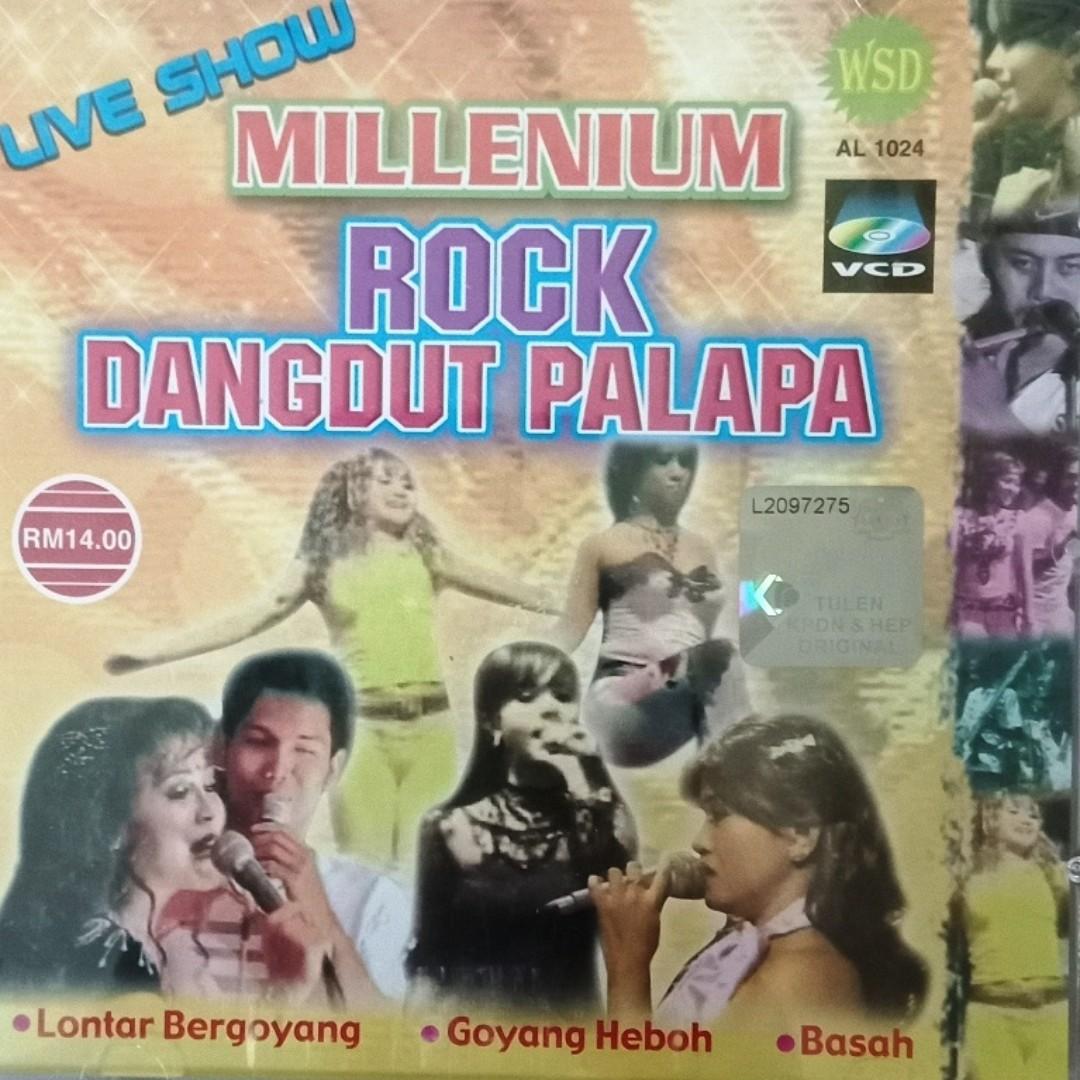 LIVE SHOW
WSD
MILLENIUM
AL 1024
VCD
ROCK
DANGDUT PALAPA
L2097275
RM14.00
TULEN
KPDN & HEP
ORIGINAL
• Lontar Bergoyang • Goyang Heboh • Basah